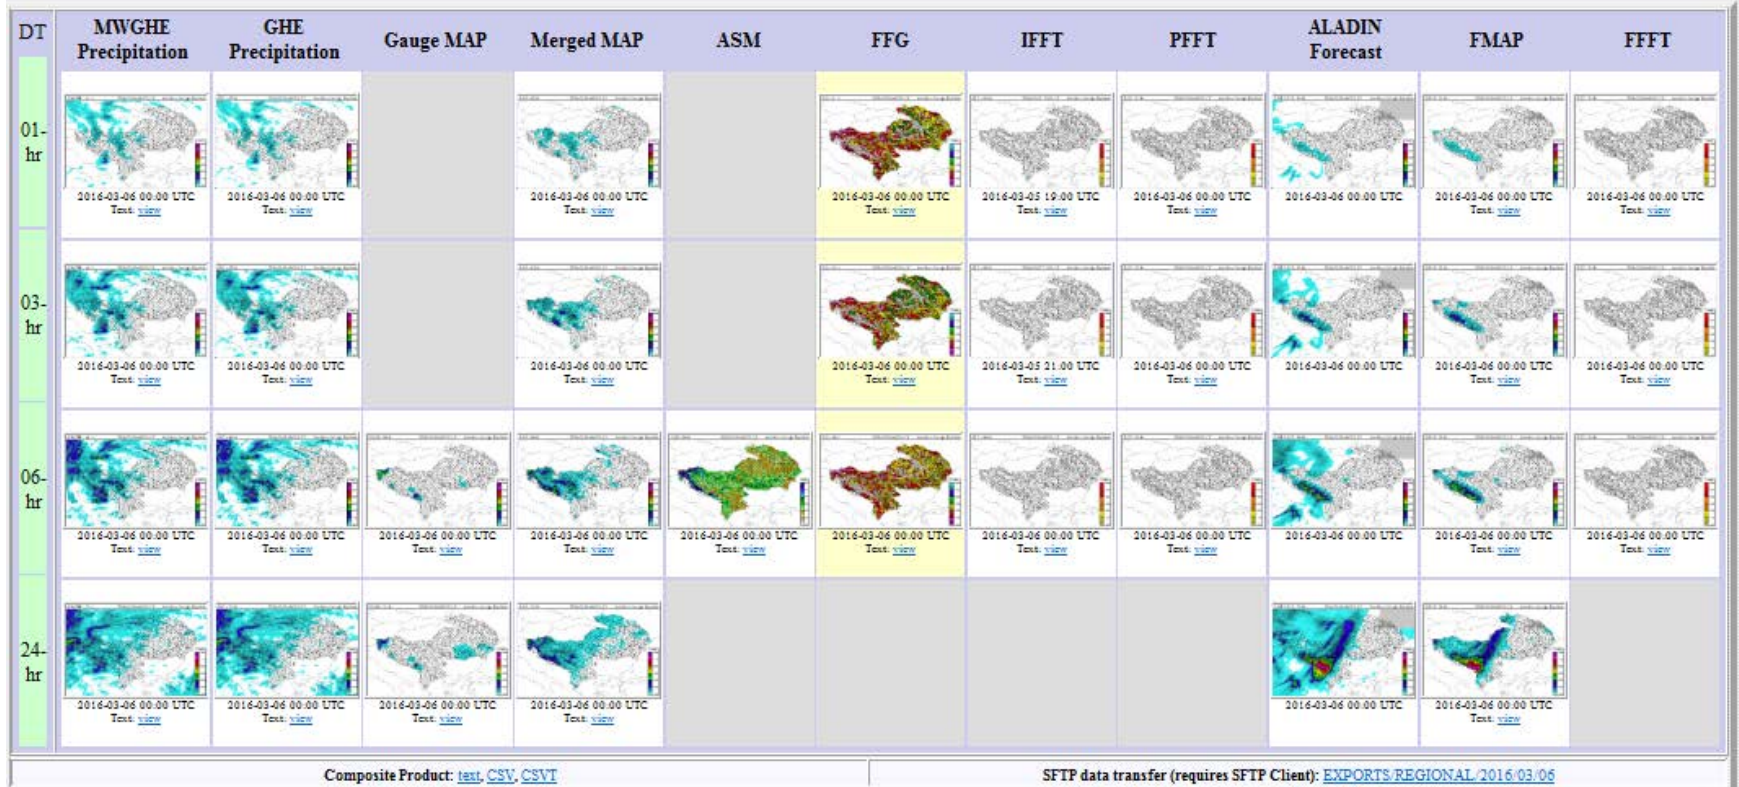 DT
MWGHE
Precipitation
GHE
Precipitation
Gauge MAP
Merged MAP
ASM
FFG
IFFT
PFFT
ALADIN
Forecast
FMAP
FFFT
01-
hr
2016-03-06 00:00 UTC
Text: view
2016-03-06 00:00 UTC
Text: view
2016-03-06 00:00 UTC
Text: view
2016-03-06 00:00 UTC
Text: view
2016-03-05 19:00 UTC
Text: view
2016-03-06 00:00 UTC
Text: view
2016-03-06 00:00 UTC
2016-03-06 00:00 UTC
Text: view
2016-03-06 00:00 UTC
Text: view
03-
hr
2016-03-06 00:00 UTC
Text: view
2016-03-06 00:00 UTC
Text: view
2016-03-06 00:00 UTC
Text: view
2016-03-06 00:00 UTC
Text: view
2016-03-05 21:00 UTC
Text: view
2016-03-06 00:00 UTC
Text: view
2016-03-06 00:00 UTC
2016-03-06 00:00 UTC
Text: view
2016-03-06 00:00 UTC
Text: view
06-
hr
2016-03-06 00:00 UTC
Text: view
2016-03-06 00:00 UTC
Text: view
2016-03-06 00:00 UTC
Text: view
2016-03-06 00:00 UTC
Text: view
2016-03-06 00:00 UTC
Text: view
2016-03-06 00:00 UTC
Text: view
2016-03-06 00:00 UTC
Text: view
2016-03-06 00:00 UTC
Text: view
2016-03-06 00:00 UTC
2016-03-06 00:00 UTC
Text: view
2016-03-06 00:00 UTC
Text: view
24-
hr
2016-03-06 00:00 UTC
Text: view
2016-03-06 00:00 UTC
Text: view
2016-03-06 00:00 UTC
Text: view
2016-03-06 00:00 UTC
Text: view
2016-03-06 00:00 UTC
2016-03-06 00:00 UTC
Text: view
Composite Product: text, CSV, CSVT
SFTP data transfer (requires SFTP Client): EXPORTS/REGIONAL/2016/03/06